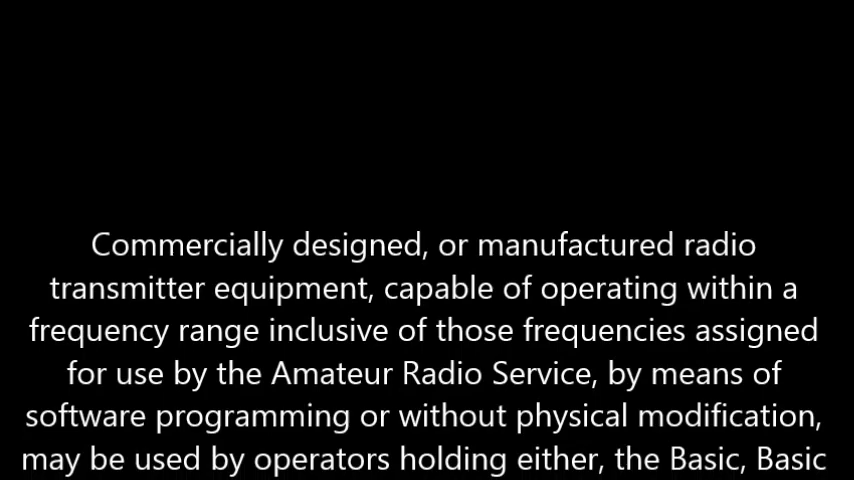 Commercially designed, or manufactured radio
transmitter equipment, capable of operating within a
frequency range inclusive of those frequencies assigned
for use by the Amateur Radio Service, by means of
software programming or without physical modification,
may be used by operators holding either, the Basic, Basic